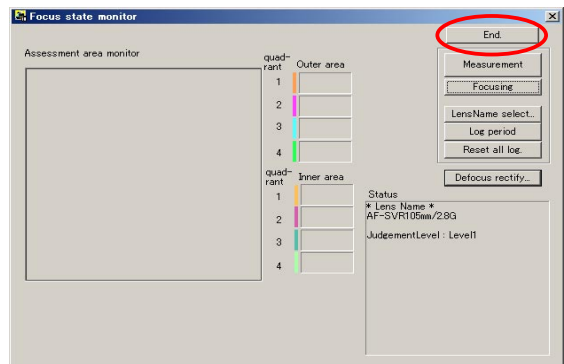 Focus state monitor
End.
Assessment area monitor
quad-
rant
Outer area
1
2
3
4
quad-
rant
Inner area
1
2
3
4
Measurement
Focusing
LensName select..
Log period
Reset all log.
Defocus rectify...
Status
* Lens Name *
AF-SVR105mm/2.8G
JudgementLevel : Level1